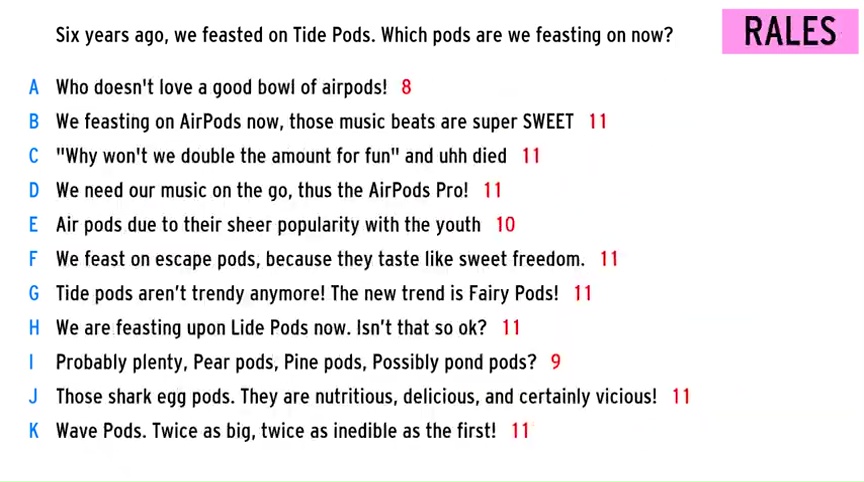 Six years ago, we feasted on Tide Pods. Which pods are we feasting on now?
RALES
A Who doesn't love a good bowl of airpods! 8
B We feasting on AirPods now, those music beats are super SWEET 11
C "Why won't we double the amount for fun" and uhh died 11
D We need our music on the go, thus the AirPods Pro! 11
E Air pods due to their sheer popularity with the youth 10
F We feast on escape pods, because they taste like sweet freedom. 11
G Tide pods aren’t trendy anymore! The new trend is Fairy Pods! 11
H We are feasting upon Lide Pods now. Isn’t that so ok? 11
I Probably plenty, Pear pods, Pine pods, Possibly pond pods? 9
J Those shark egg pods. They are nutritious, delicious, and certainly vicious! 11
K Wave Pods. Twice as big, twice as inedible as the first! 11